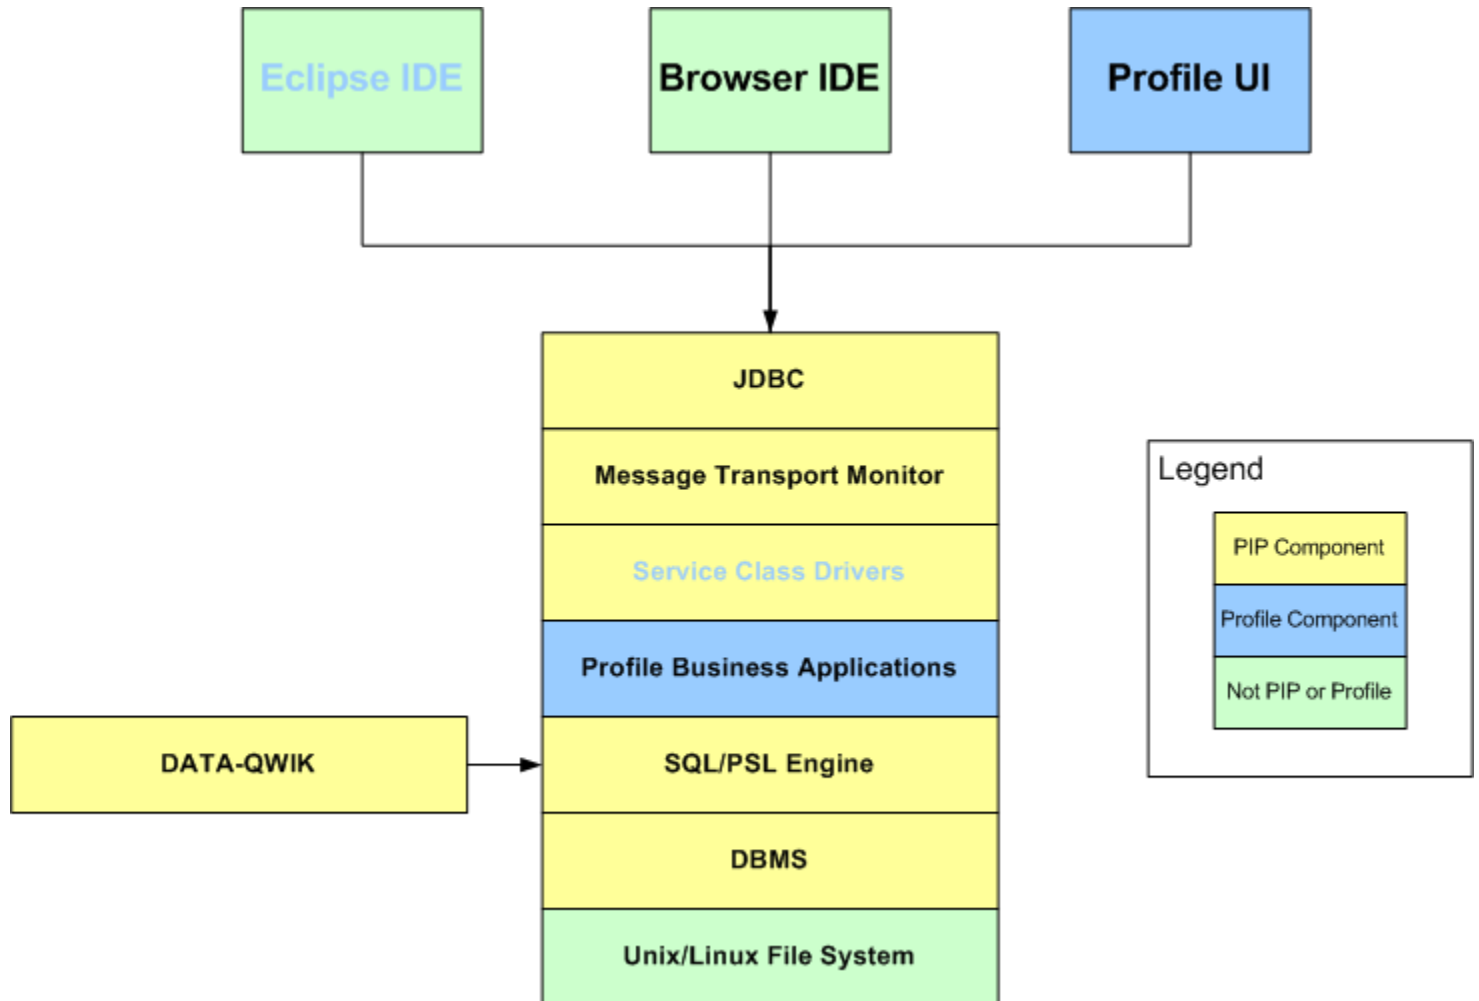 Eclipse IDE
Browser IDE
Profile UI
JDBC
Message Transport Monitor
Service Class Drivers
Profile Business Applications
DATA-QWIK
SQL/PSL Engine
DBMS
Unix/Linux File System
Legend
PIP Component
Profile Component
Not PIP or Profile